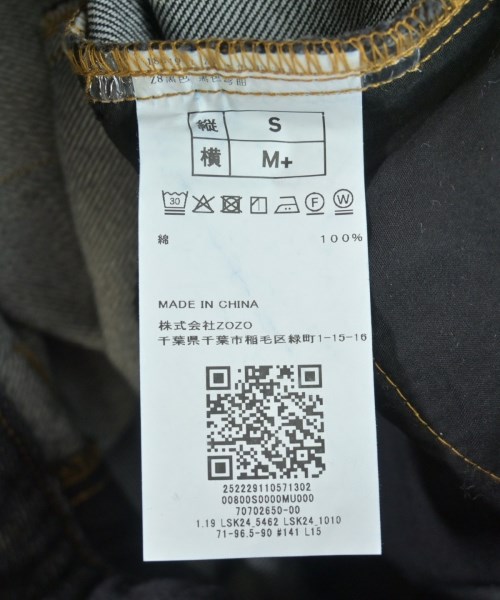 縦 S
横 M+
30 F W
綿 100%
MADE IN CHINA
株式会社ZOZO
千葉県千葉市稲毛区緑町1-15-16
252229110571302
00800S0000MU000
70702650-00
1.19 LSK24_5462 LSK24_1010
71-96.5-90 #141 L15